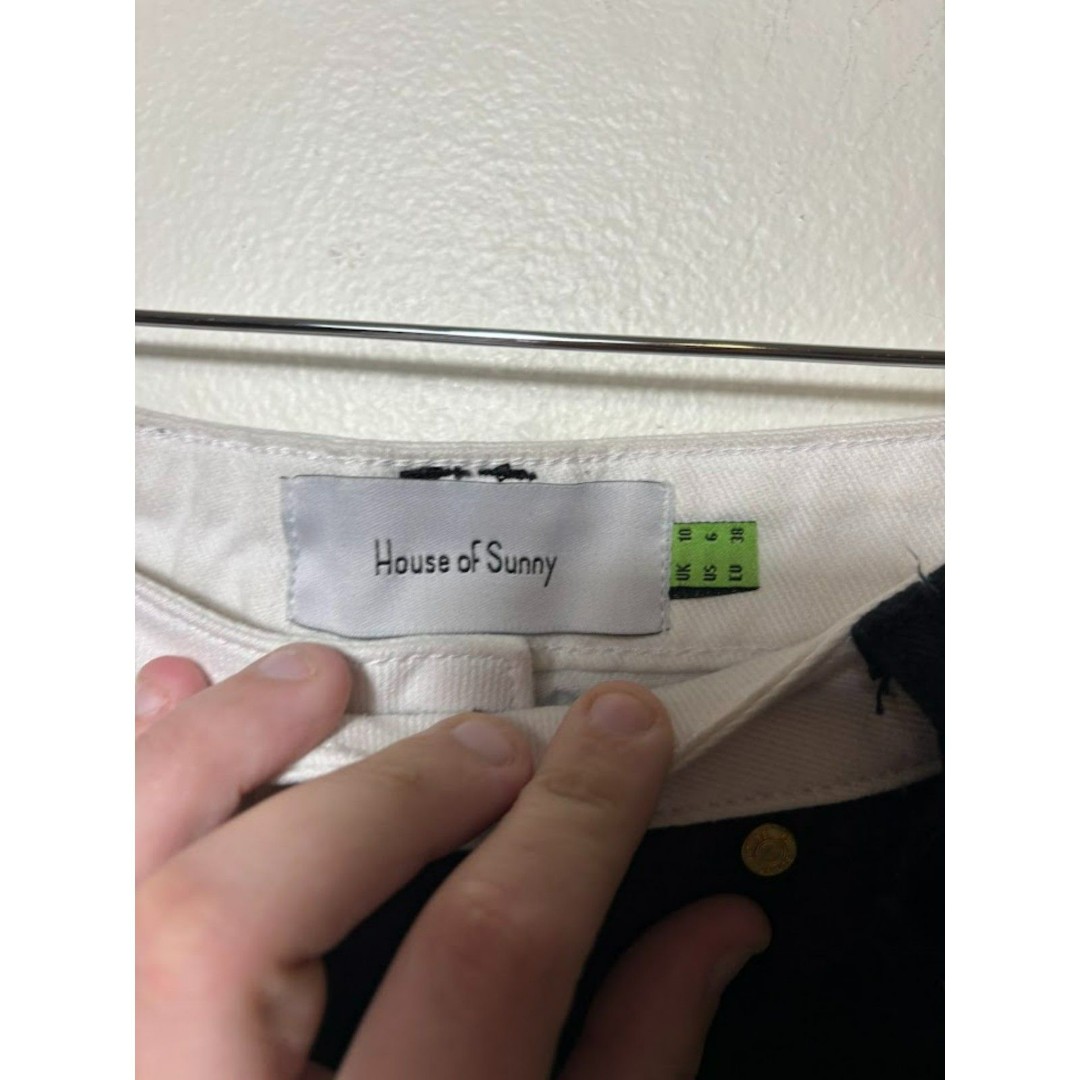 House of Sunny
UK 10
US 6
EU 38